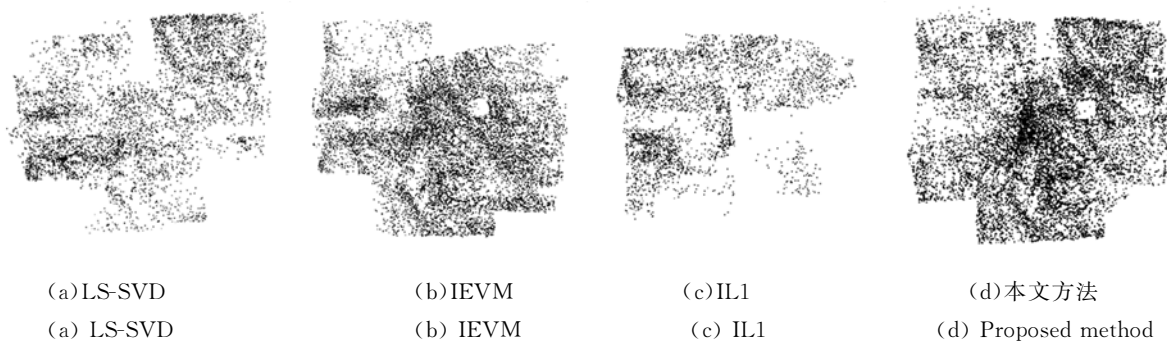 (a)LS-SVD (b)IEVM (c)IL1 (d)本文方法
(a) LS-SVD (b) IEVM (c) IL1 (d) Proposed method